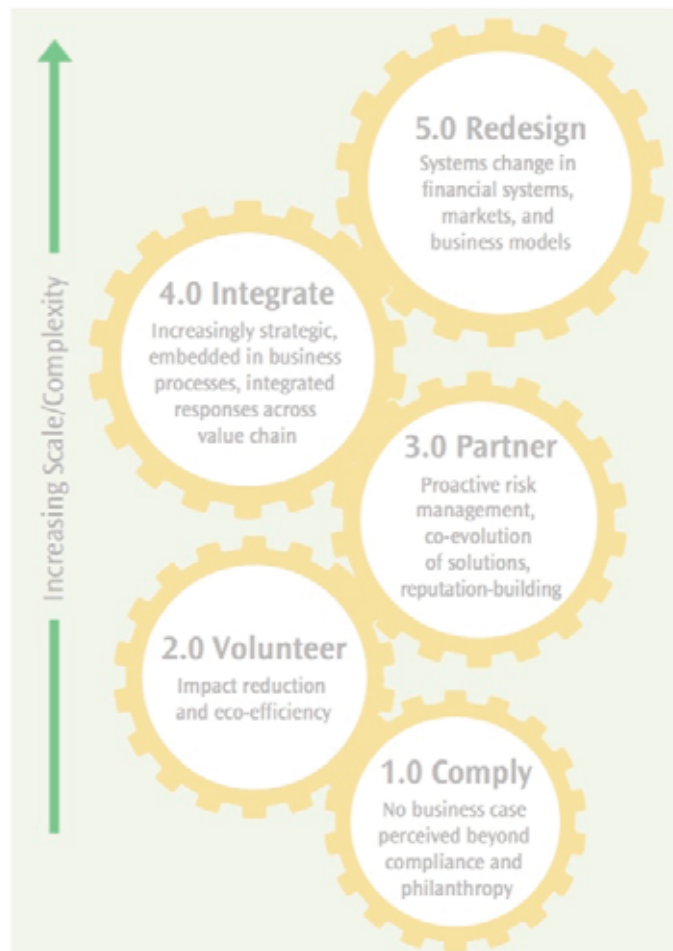 5.0 Redesign
Systems change in
financial systems,
markets, and
business models
4.0 Integrate
Increasingly strategic,
embedded in business
processes, integrated
responses across
value chain
3.0 Partner
Proactive risk
management,
co-evolution
of solutions,
reputation-building
2.0 Volunteer
Impact reduction
and eco-efficiency
1.0 Comply
No business case
perceived beyond
compliance and
philanthropy
Increasing Scale/Complexity